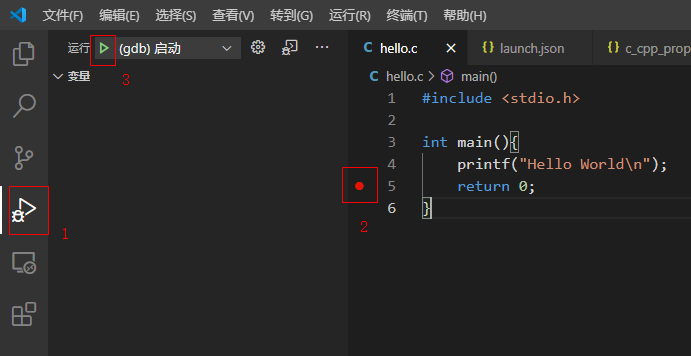 文件(F) 编辑(E) 选择(S) 查看(V) 转到(G) 运行(R) 终端(T) 帮助(H)
运行 (gdb) 启动 ···
3
变量
1
C hello.c × {} launch.json {} c_cpp_prop
C hello.c > main()
1 #include <stdio.h>
2
3 int main(){
4 printf("Hello World\n");
5 return 0;
6 }
2